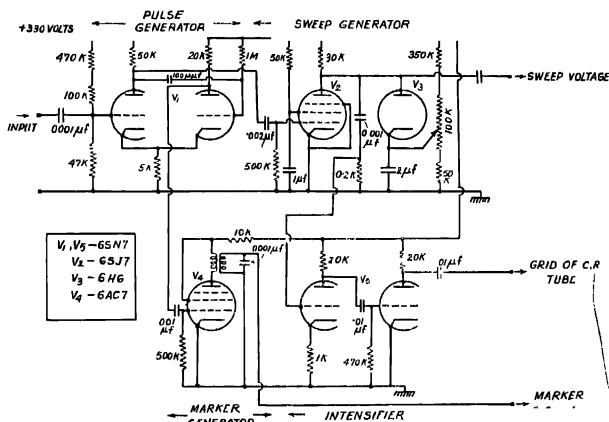 PULSE GENERATOR
SWEEP GENERATOR
+330 VOLTS
470K
50K
20K
1M
50K
30K
350K
100μμf
100K
V1
V2
V3
100K
SWEEP VOLTAGE
INPUT
0001μf
.002μf
0.001 μf
47K
5K
500K
1μf
0.2K
2μf
50K
10K
V1, V5 – 6SN7
V2 – 6SJ7
V3 – 6H6
V4 – 6AC7
V4
.0001μf
20K
20K
.01μf
GRID OF C.R TUBE
V5
.001 μf
.01 μf
500K
1K
470K
MARKER GENERATOR
INTENSIFIER
MARKER